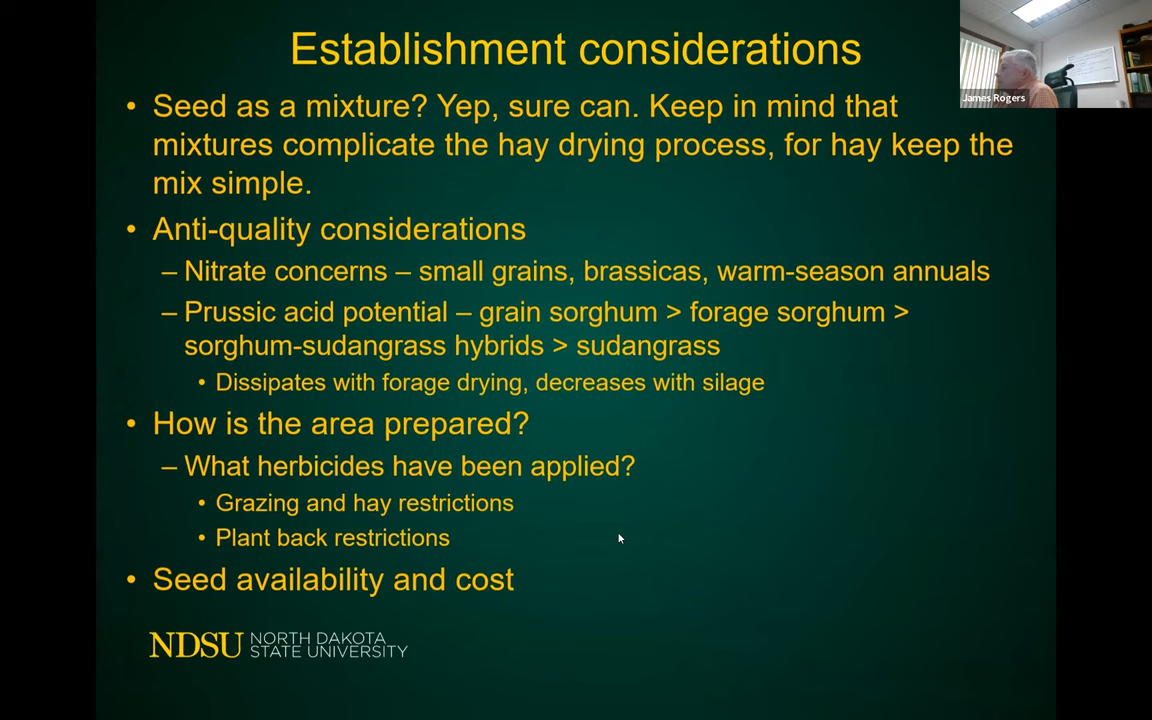 Establishment considerations
James Rogers
• Seed as a mixture? Yep, sure can. Keep in mind that
mixtures complicate the hay drying process, for hay keep the
mix simple.
• Anti-quality considerations
– Nitrate concerns – small grains, brassicas, warm-season annuals
– Prussic acid potential – grain sorghum > forage sorghum >
sorghum-sudangrass hybrids > sudangrass
• Dissipates with forage drying, decreases with silage
• How is the area prepared?
– What herbicides have been applied?
• Grazing and hay restrictions
• Plant back restrictions
• Seed availability and cost
NDSU NORTH DAKOTA
STATE UNIVERSITY